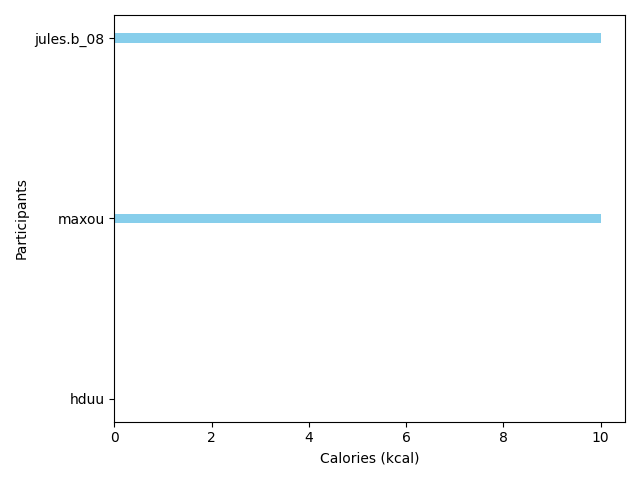 jules.b_08
maxou
hduu
Participants
0 2 4 6 8 10
Calories (kcal)